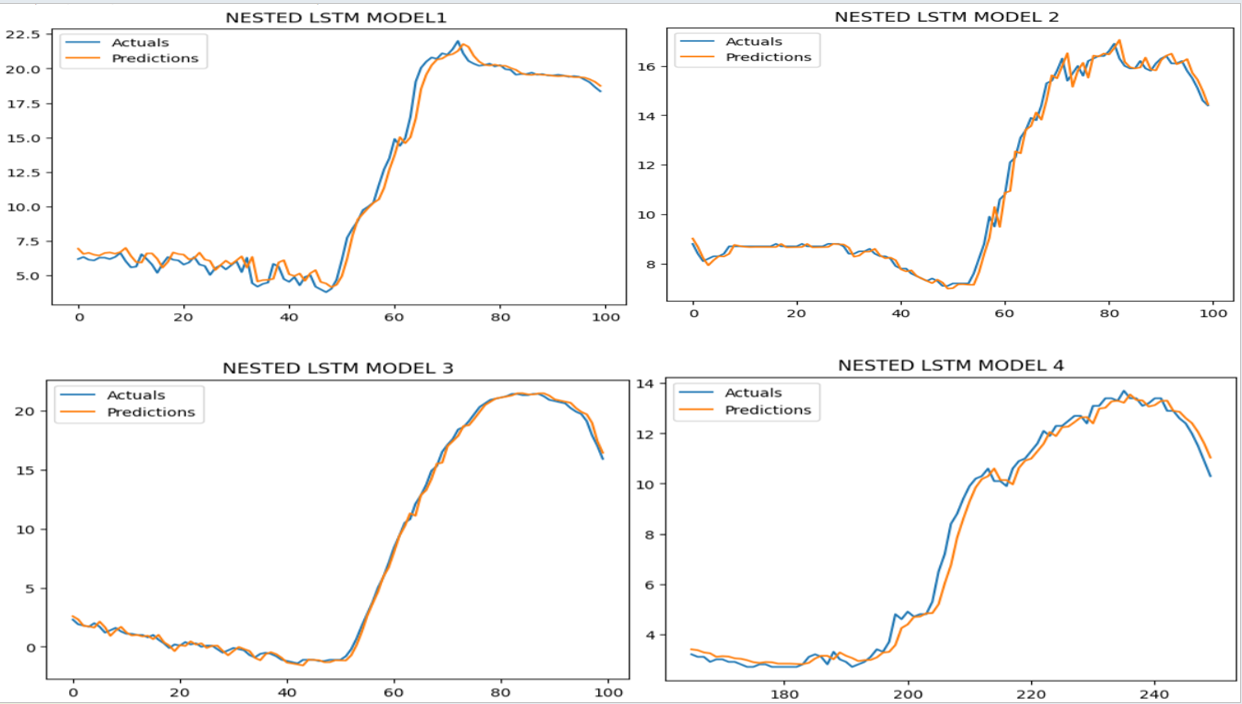 NESTED LSTM MODEL1
22.5
20.0
17.5
15.0
12.5
10.0
7.5
5.0
Actuals
Predictions
0 20 40 60 80 100
NESTED LSTM MODEL 2
16
14
12
10
8
Actuals
Predictions
0 20 40 60 80 100
NESTED LSTM MODEL 3
20
15
10
5
0
Actuals
Predictions
0 20 40 60 80 100
NESTED LSTM MODEL 4
14
12
10
8
6
4
Actuals
Predictions
180 200 220 240